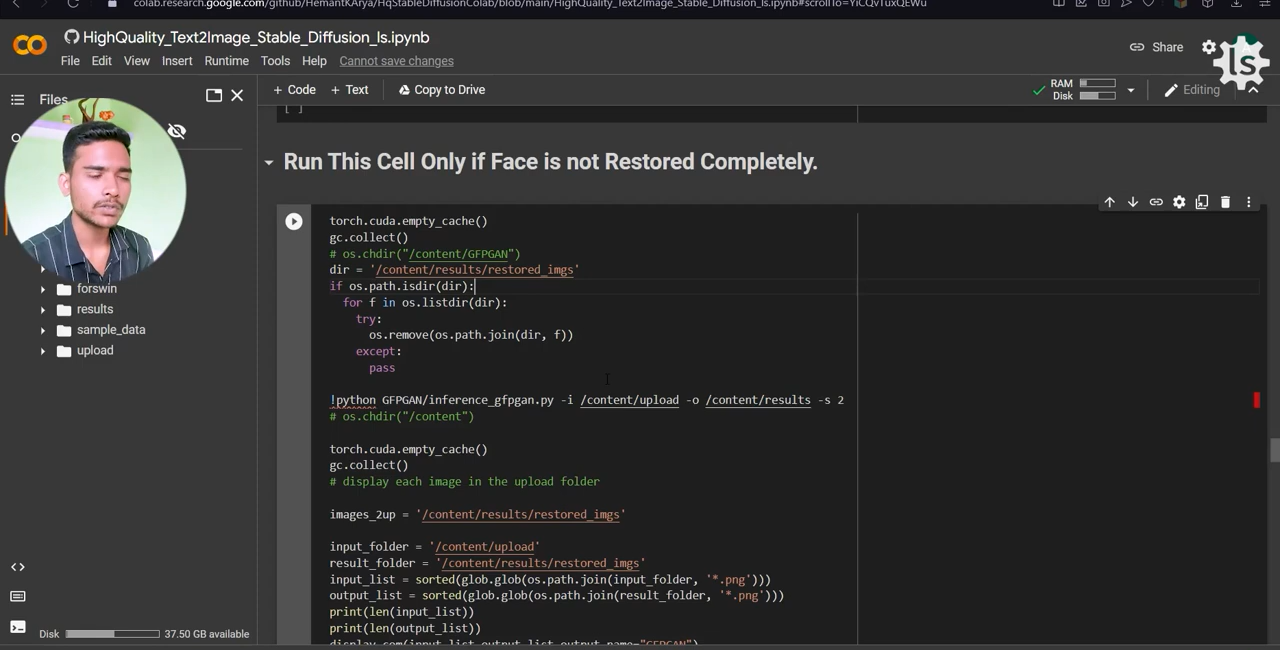 colab.research.google.com/github/HemantKArya/HqStableDiffusionColab/blob/main/HighQuality_Text2Image_Stable_Diffusion_ls.ipynb#scrollTo=YiCQvTuxQEWu
HighQuality_Text2Image_Stable_Diffusion_ls.ipynb
Share
ls
File Edit View Insert Runtime Tools Help Cannot save changes
Files
+ Code + Text Copy to Drive
RAM
Disk
Editing
[ ]
Run This Cell Only if Face is not Restored Completely.
forswin
results
sample_data
upload
torch.cuda.empty_cache()
gc.collect()
# os.chdir("/content/GFPGAN")
dir = '/content/results/restored_imgs'
if os.path.isdir(dir):
for f in os.listdir(dir):
try:
os.remove(os.path.join(dir, f))
except:
pass
!python GFPGAN/inference_gfpgan.py -i /content/upload -o /content/results -s 2
# os.chdir("/content")
torch.cuda.empty_cache()
gc.collect()
# display each image in the upload folder
images_2up = '/content/results/restored_imgs'
input_folder = '/content/upload'
result_folder = '/content/results/restored_imgs'
input_list = sorted(glob.glob(os.path.join(input_folder, '*.png')))
output_list = sorted(glob.glob(os.path.join(result_folder, '*.png')))
print(len(input_list))
print(len(output_list))
Disk 37.50 GB available